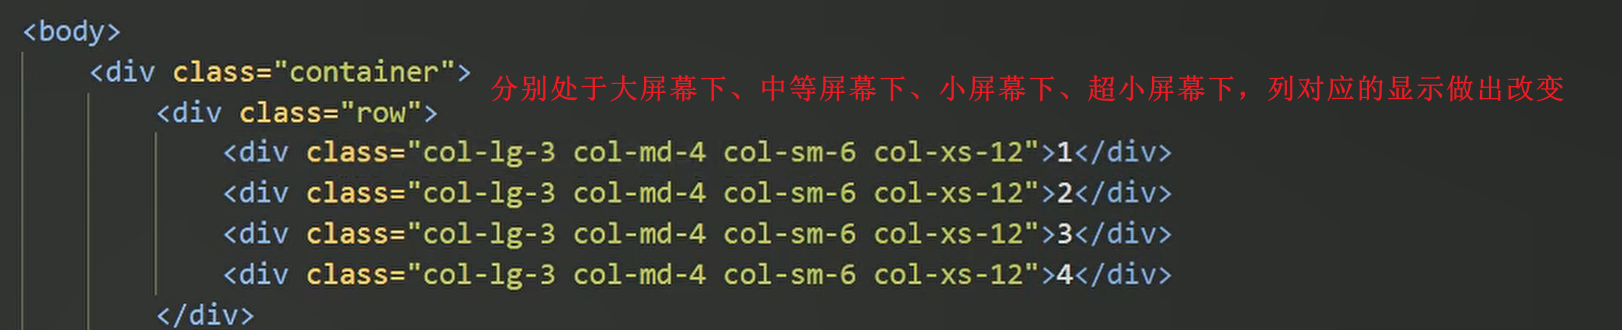 <body>
<div class="container">
分别处于大屏幕下、中等屏幕下、小屏幕下、超小屏幕下，列对应的显示做出改变
<div class="row">
<div class="col-lg-3 col-md-4 col-sm-6 col-xs-12">1</div>
<div class="col-lg-3 col-md-4 col-sm-6 col-xs-12">2</div>
<div class="col-lg-3 col-md-4 col-sm-6 col-xs-12">3</div>
<div class="col-lg-3 col-md-4 col-sm-6 col-xs-12">4</div>
</div>